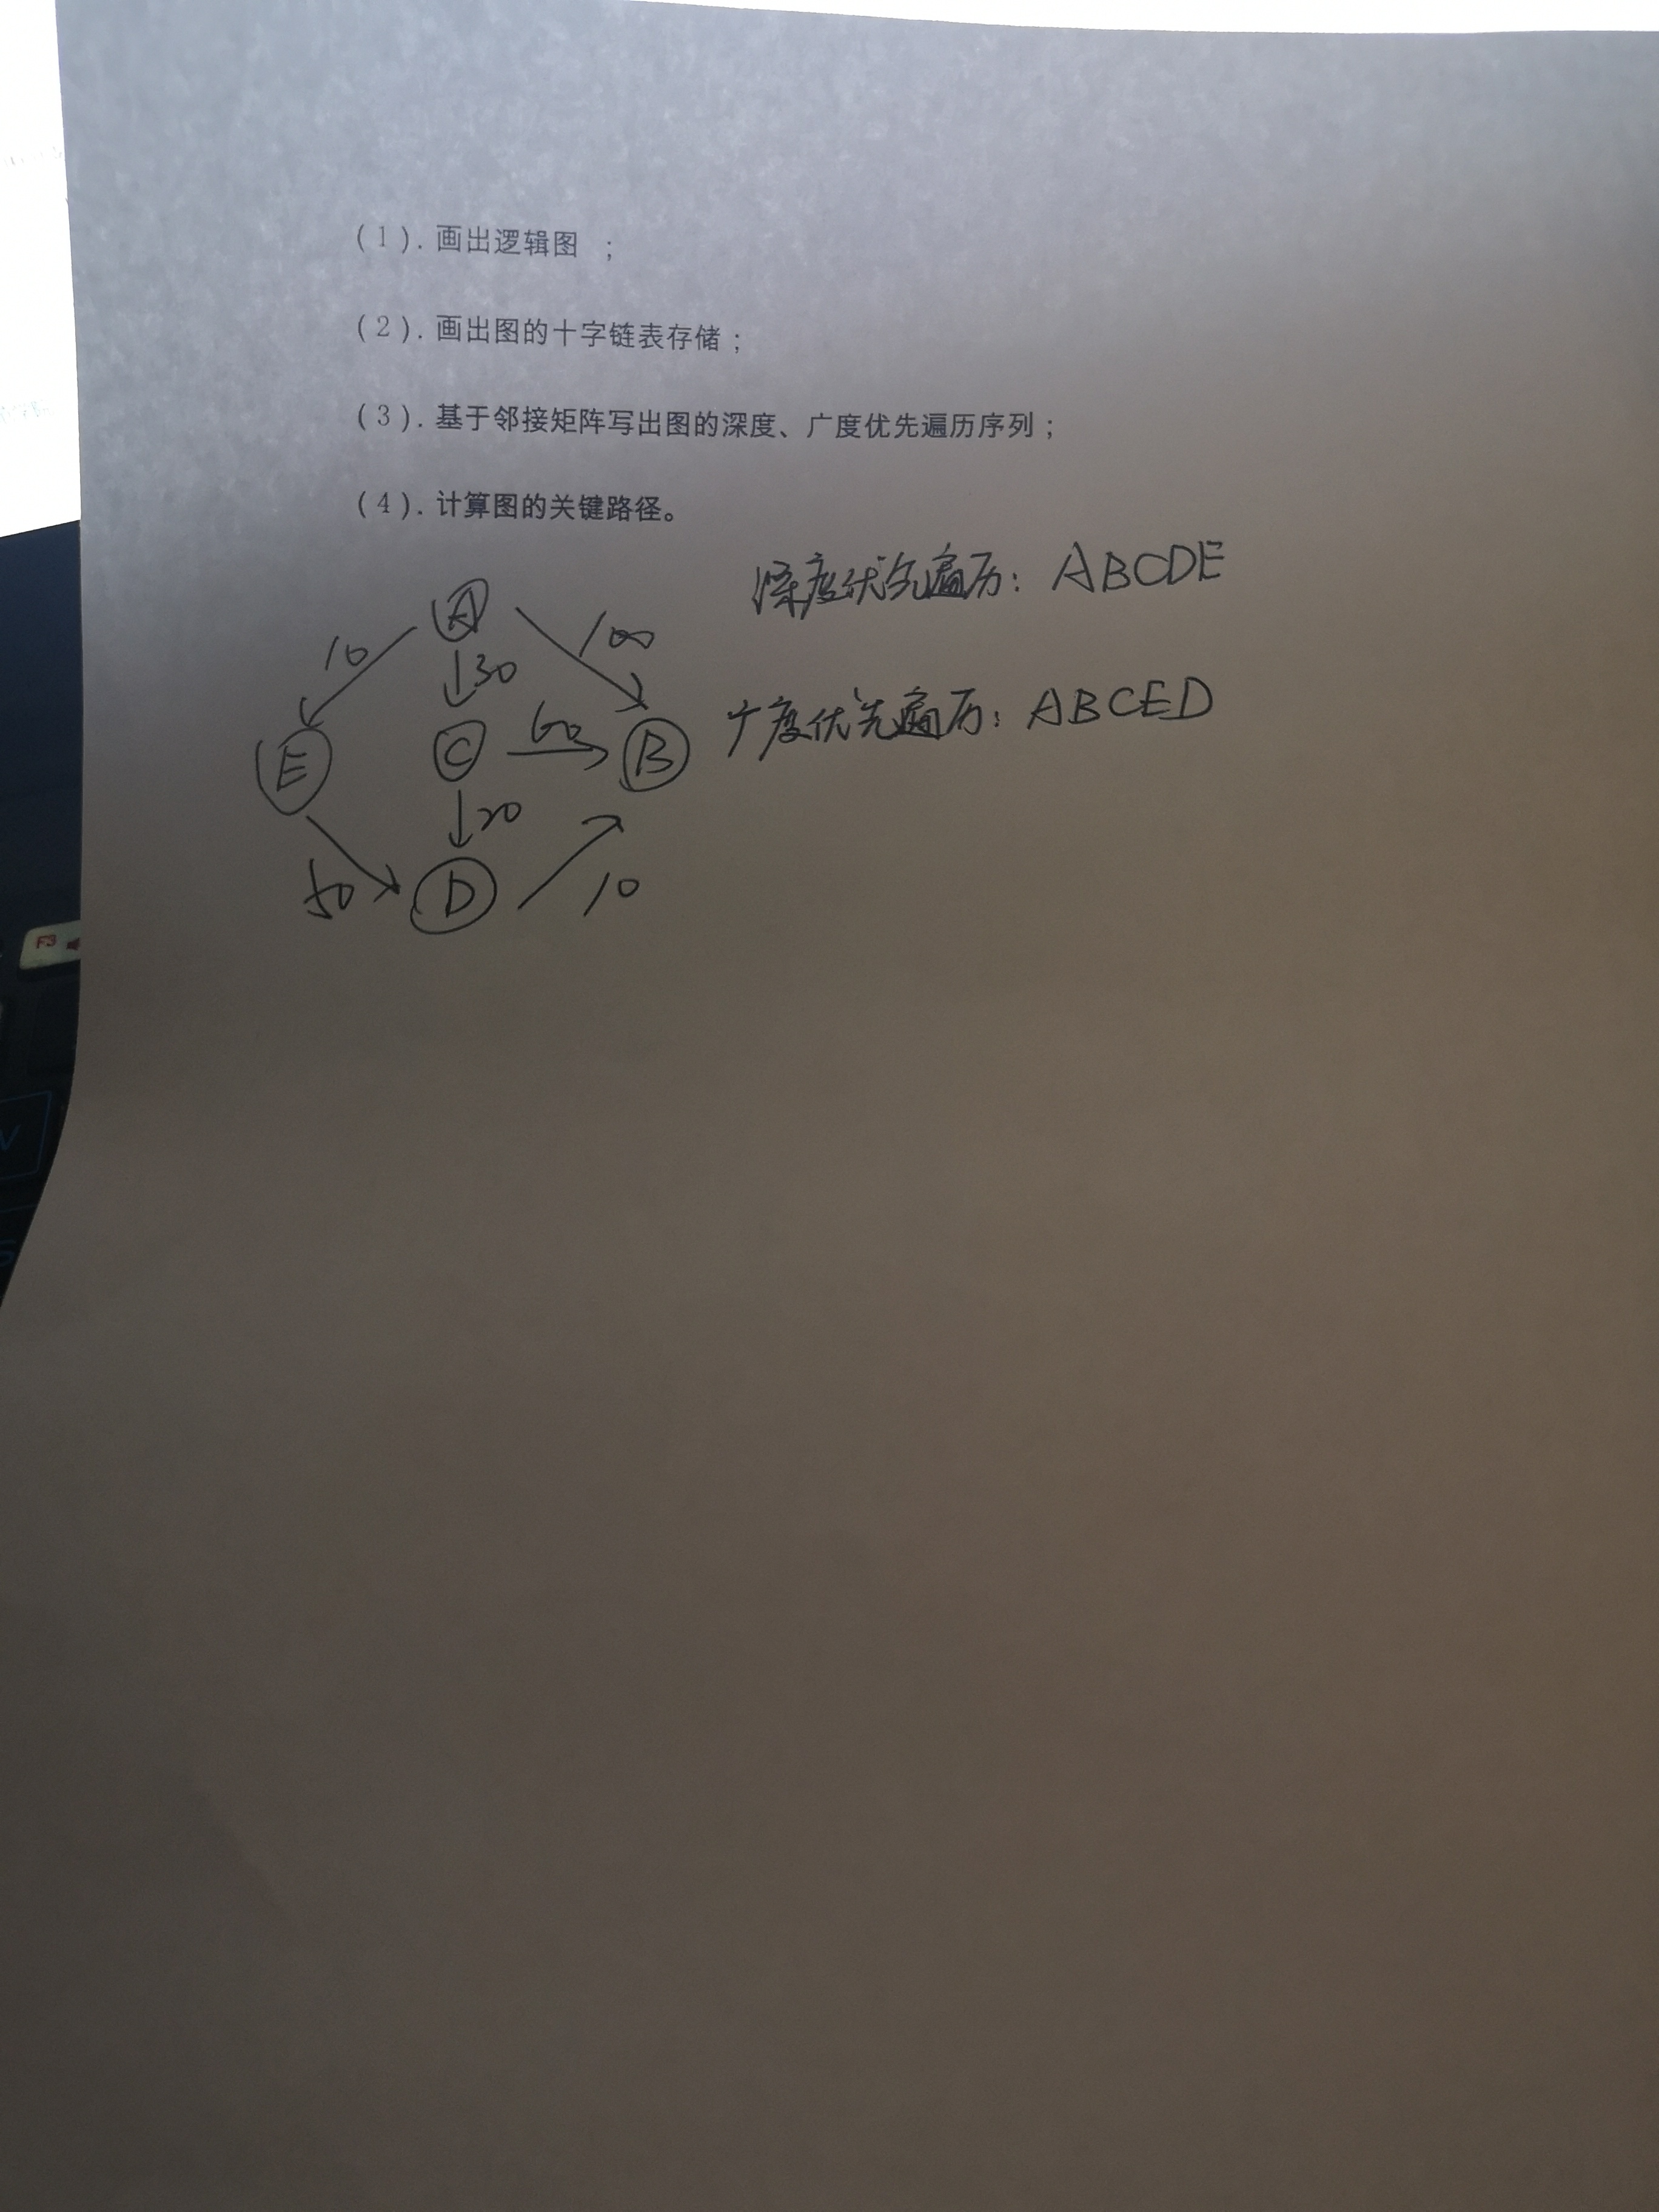 (1). 画出逻辑图 ;
(2). 画出图的十字链表存储；
(3). 基于邻接矩阵写出图的深度、广度优先遍历序列；
(4). 计算图的关键路径。
深度优先遍历: ABCDE
A
10
100
30
广度优先遍历: ABCED
E
C
60
B
20
50
D
10
F3